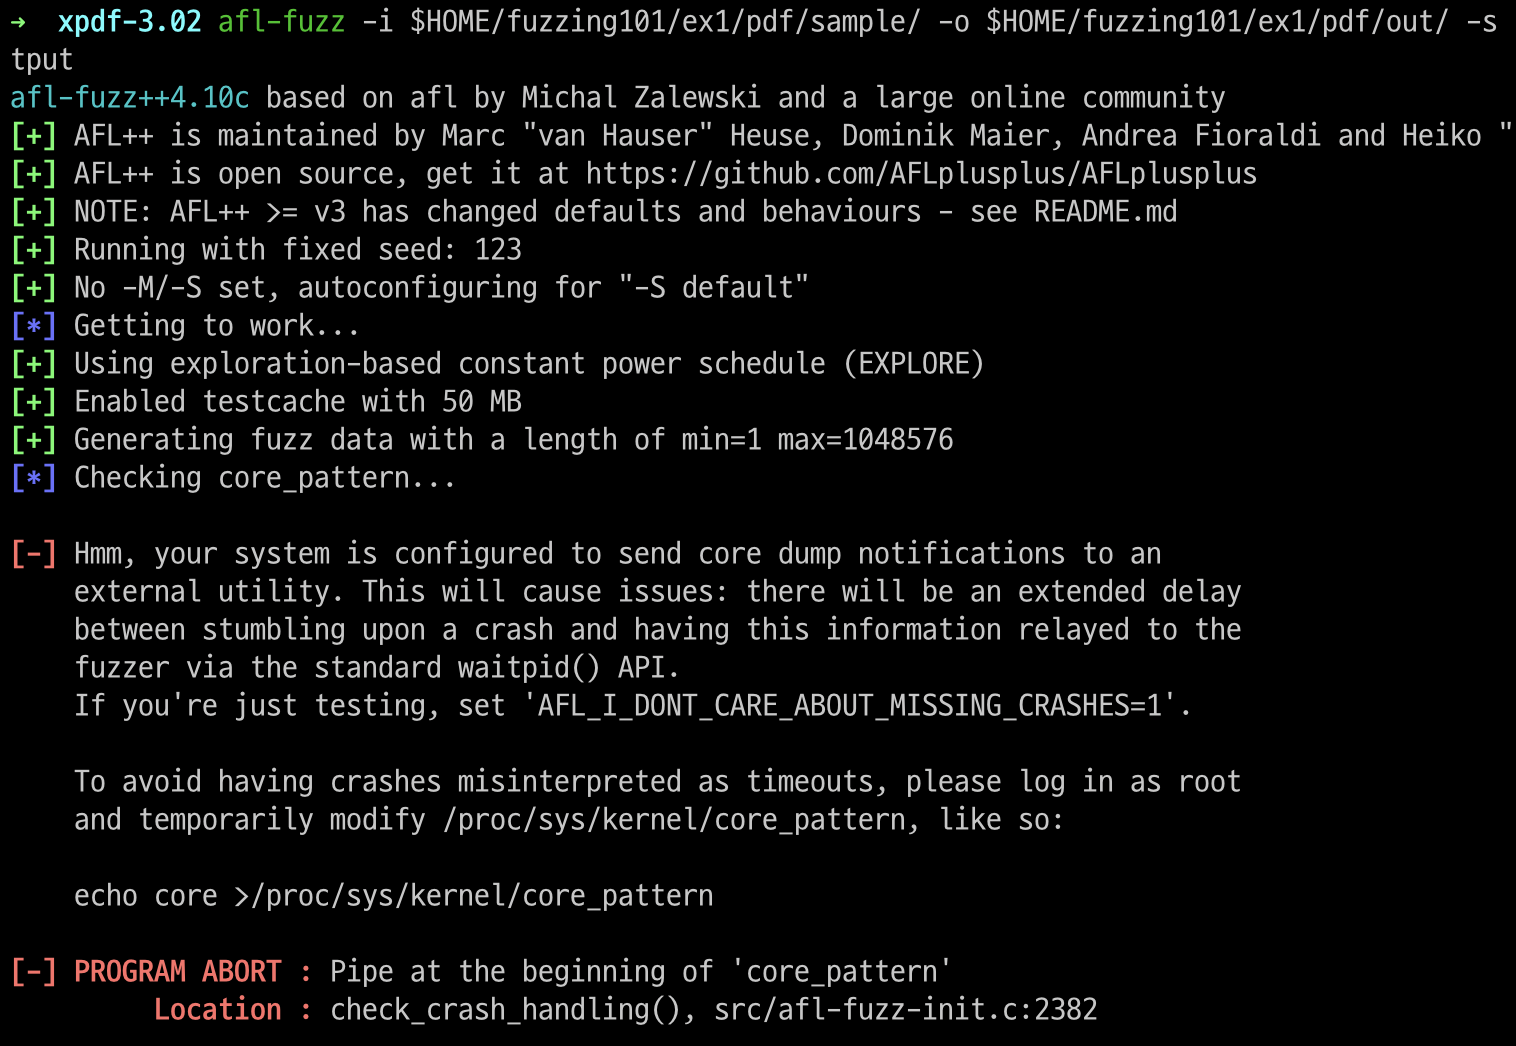 → xpdf-3.02 afl-fuzz -i $HOME/fuzzing101/ex1/pdf/sample/ -o $HOME/fuzzing101/ex1/pdf/out/ -s
tput
afl-fuzz++4.10c based on afl by Michal Zalewski and a large online community
[+] AFL++ is maintained by Marc "van Hauser" Heuse, Dominik Maier, Andrea Fioraldi and Heiko "
[+] AFL++ is open source, get it at https://github.com/AFLplusplus/AFLplusplus
[+] NOTE: AFL++ >= v3 has changed defaults and behaviours - see README.md
[+] Running with fixed seed: 123
[+] No -M/-S set, autoconfiguring for "-S default"
[*] Getting to work...
[+] Using exploration-based constant power schedule (EXPLORE)
[+] Enabled testcache with 50 MB
[+] Generating fuzz data with a length of min=1 max=1048576
[*] Checking core_pattern...
[-] Hmm, your system is configured to send core dump notifications to an
external utility. This will cause issues: there will be an extended delay
between stumbling upon a crash and having this information relayed to the
fuzzer via the standard waitpid() API.
If you're just testing, set 'AFL_I_DONT_CARE_ABOUT_MISSING_CRASHES=1'.
To avoid having crashes misinterpreted as timeouts, please log in as root
and temporarily modify /proc/sys/kernel/core_pattern, like so:
echo core >/proc/sys/kernel/core_pattern
[-] PROGRAM ABORT : Pipe at the beginning of 'core_pattern'
Location : check_crash_handling(), src/afl-fuzz-init.c:2382